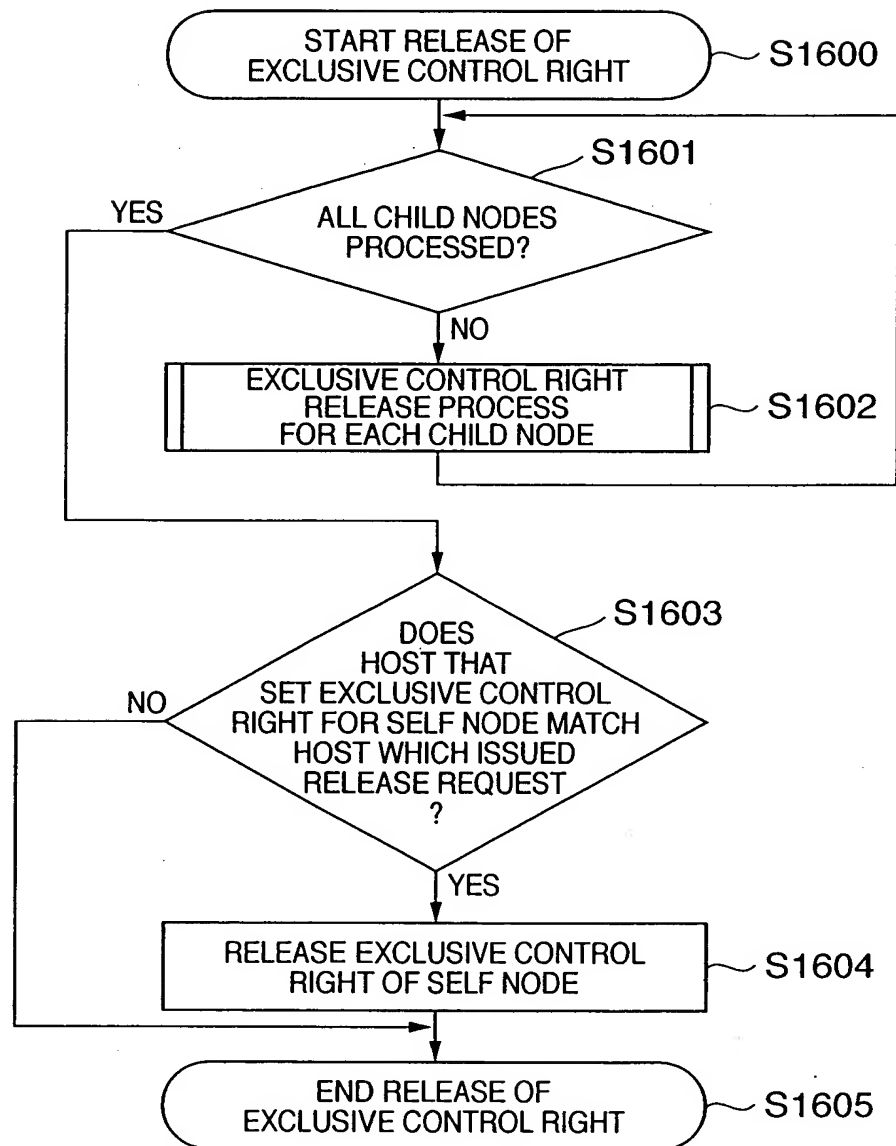 START RELEASE OF
EXCLUSIVE CONTROL RIGHT
S1600
S1601
YES
ALL CHILD NODES
PROCESSED?
NO
EXCLUSIVE CONTROL RIGHT
RELEASE PROCESS
FOR EACH CHILD NODE
S1602
S1603
DOES
HOST THAT
SET EXCLUSIVE CONTROL
RIGHT FOR SELF NODE MATCH
HOST WHICH ISSUED
RELEASE REQUEST
?
NO
YES
RELEASE EXCLUSIVE CONTROL
RIGHT OF SELF NODE
S1604
END RELEASE OF
EXCLUSIVE CONTROL RIGHT
S1605